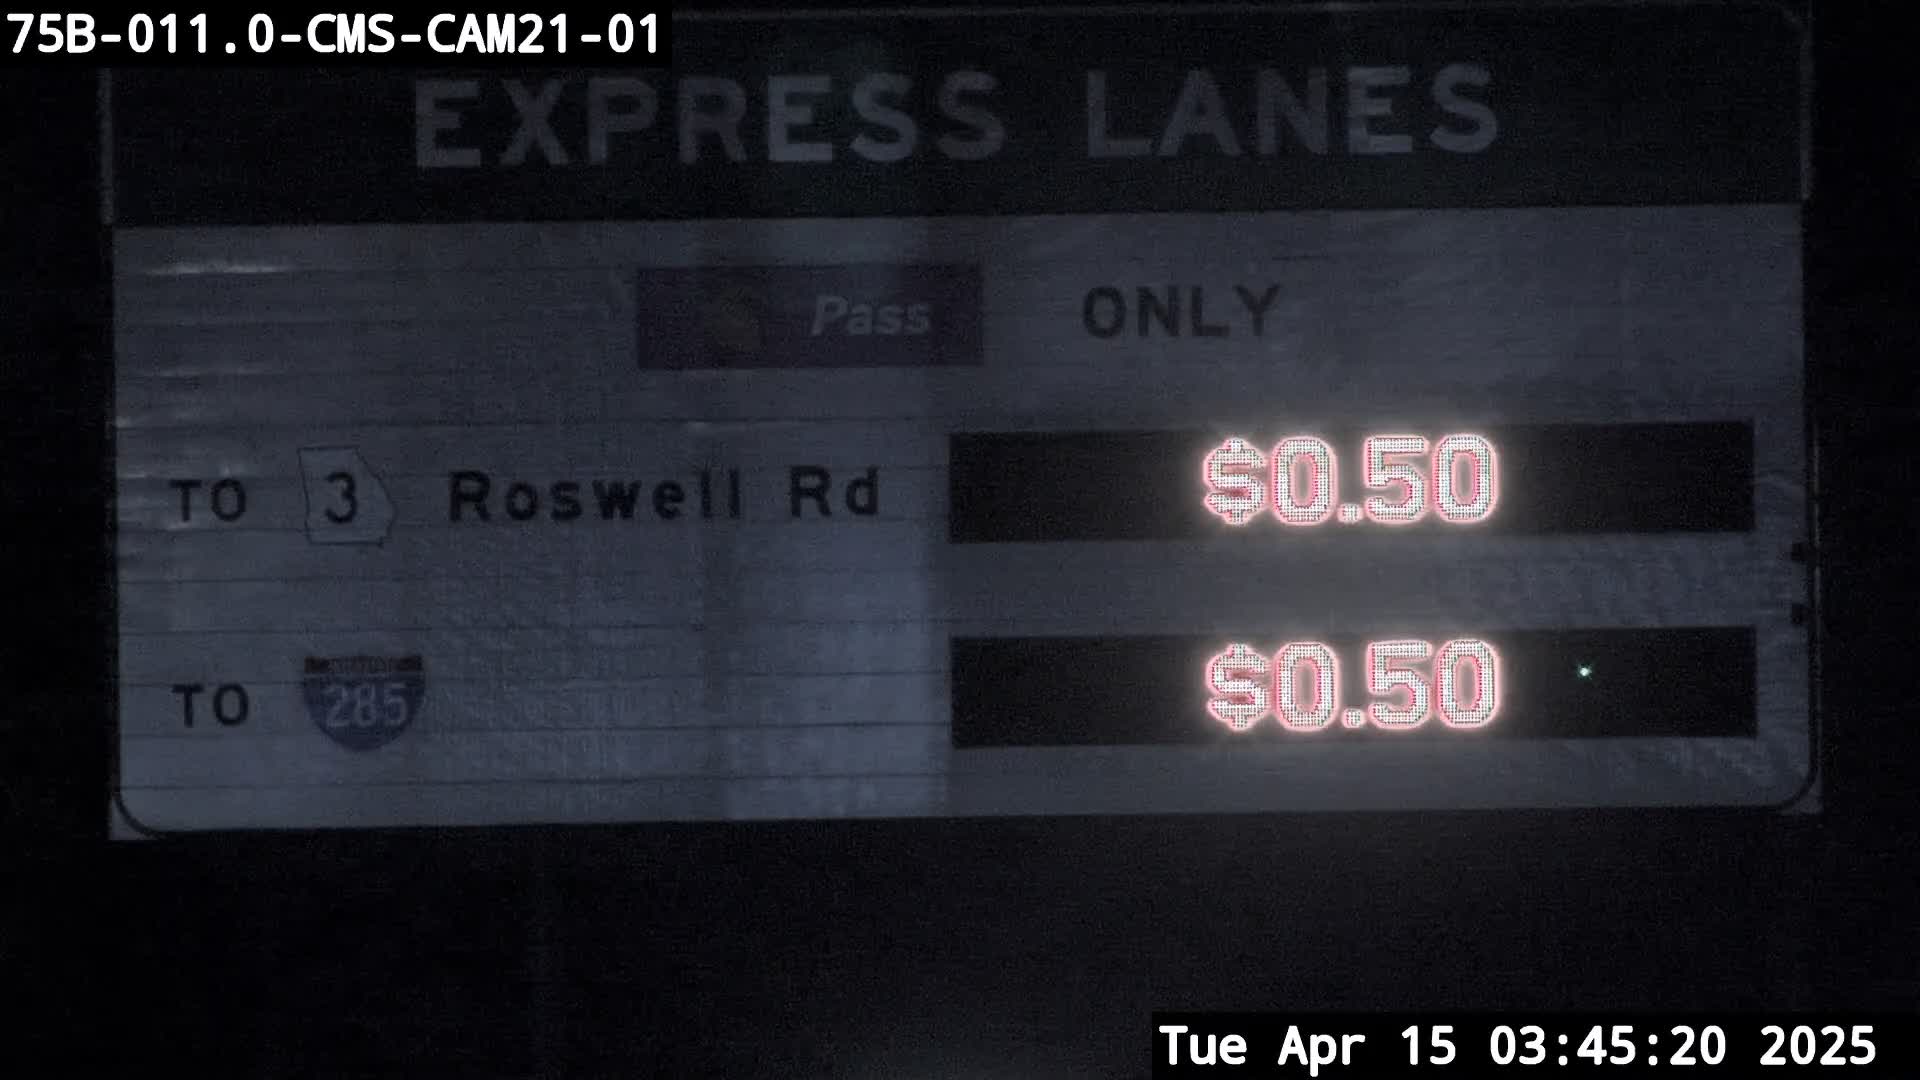 75B-011.0-CMS-CAM21-01
EXPRESS LANES
Pass ONLY
TO 3 Roswell Rd $0.50
TO 285 $0.50
Tue Apr 15 03:45:20 2025